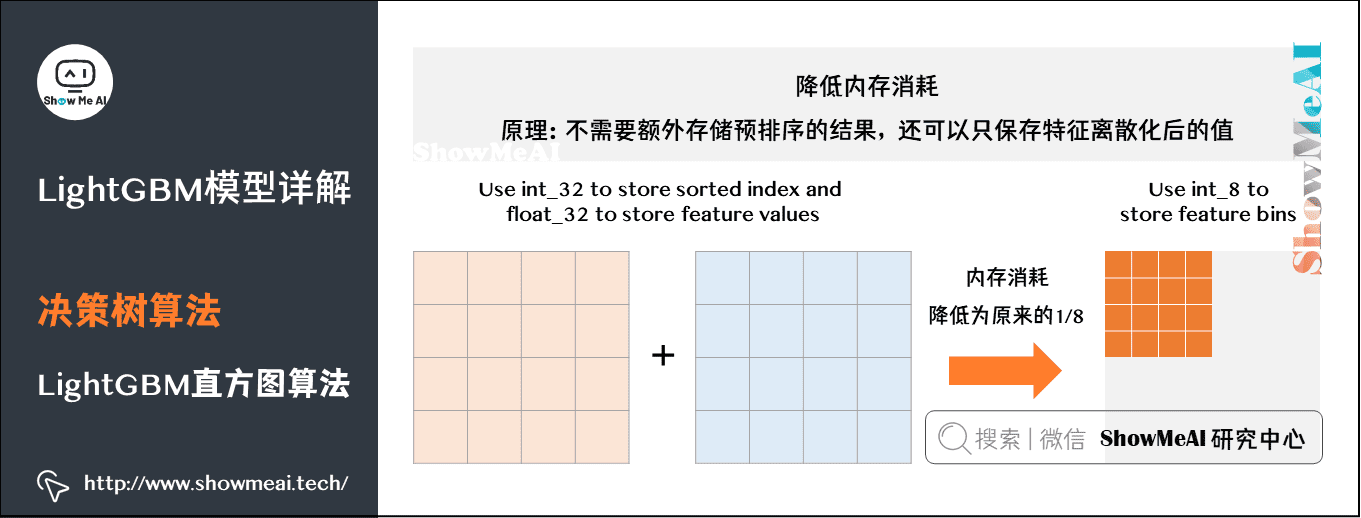 Show Me AI
LightGBM模型详解
决策树算法
LightGBM直方图算法
http://www.showmeai.tech/
降低内存消耗
原理：不需要额外存储预排序的结果，还可以只保存特征离散化后的值
ShowMeAI
ShowMeAI
Use int_32 to store sorted index and
float_32 to store feature values
Use int_8 to
store feature bins
+
内存消耗
降低为原来的1/8
搜索 | 微信 ShowMeAI 研究中心